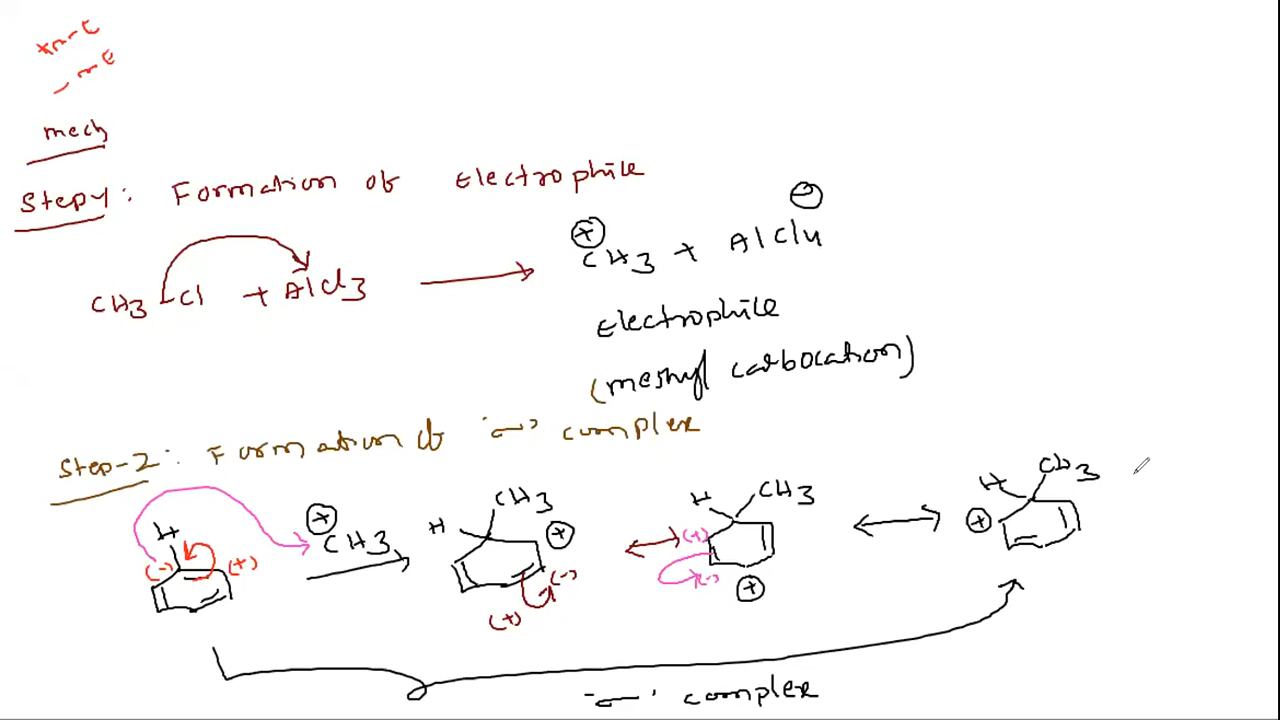 mech
Step-1: Formation of Electrophile
CH3-Cl + AlCl3 → ⊕CH3 + AlCl4 ⊖
Electrophile
(methyl carbocation)
Step-2: Formation of 'σ' complex
H (-) (+) ⊕CH3 → H CH3 ⊕ (-) (+) ↔ H CH3 (+) (-) ⊕ ↔ H CH3 ⊕
'σ' complex